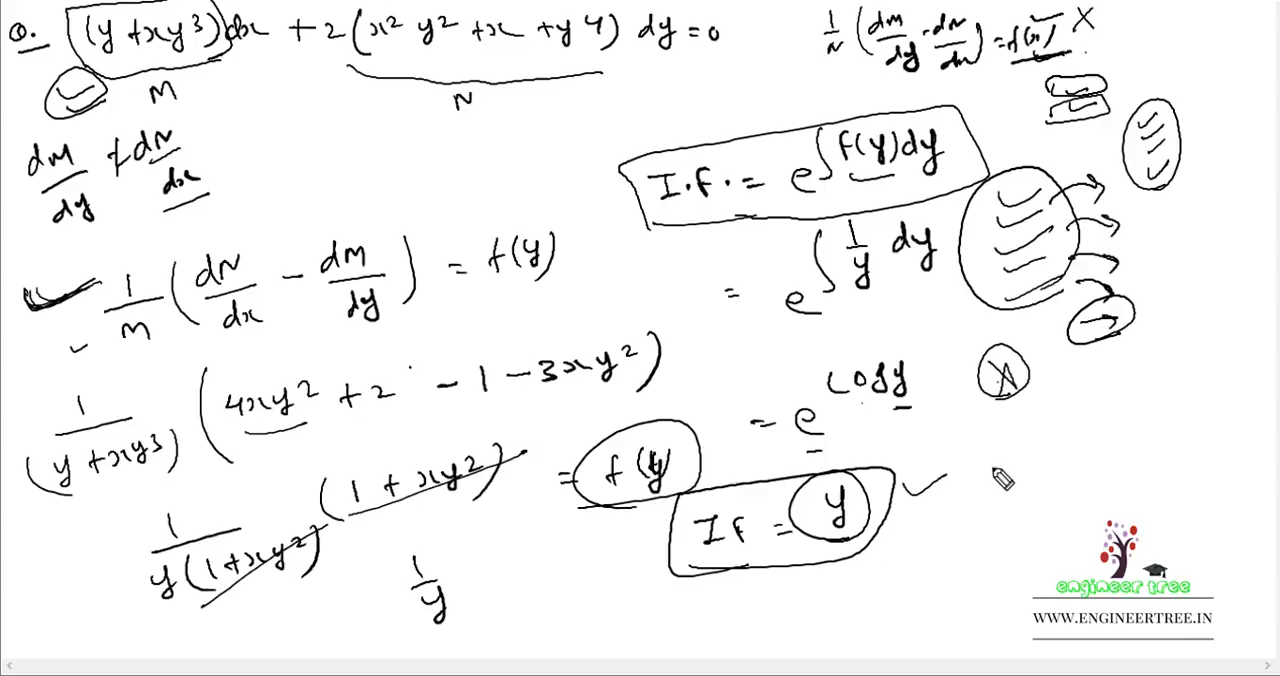 Q. (y + xy³) dx + 2 (x² y² + x + y⁴) dy = 0
M
N
1/N (dM/dy - dN/dx) = f(x) X
dM/dy ≠ dN/dx
I.F. = e^∫f(y)dy
1/M (dN/dx - dM/dy) = f(y)
= e^∫1/y dy
1/(y + xy³) (4xy² + 2 - 1 - 3xy²)
= e^log y
1/y(1 + xy²) (1 + xy²) = f(y)
IF = y
1/y
engineer tree
WWW.ENGINEERTREE.IN